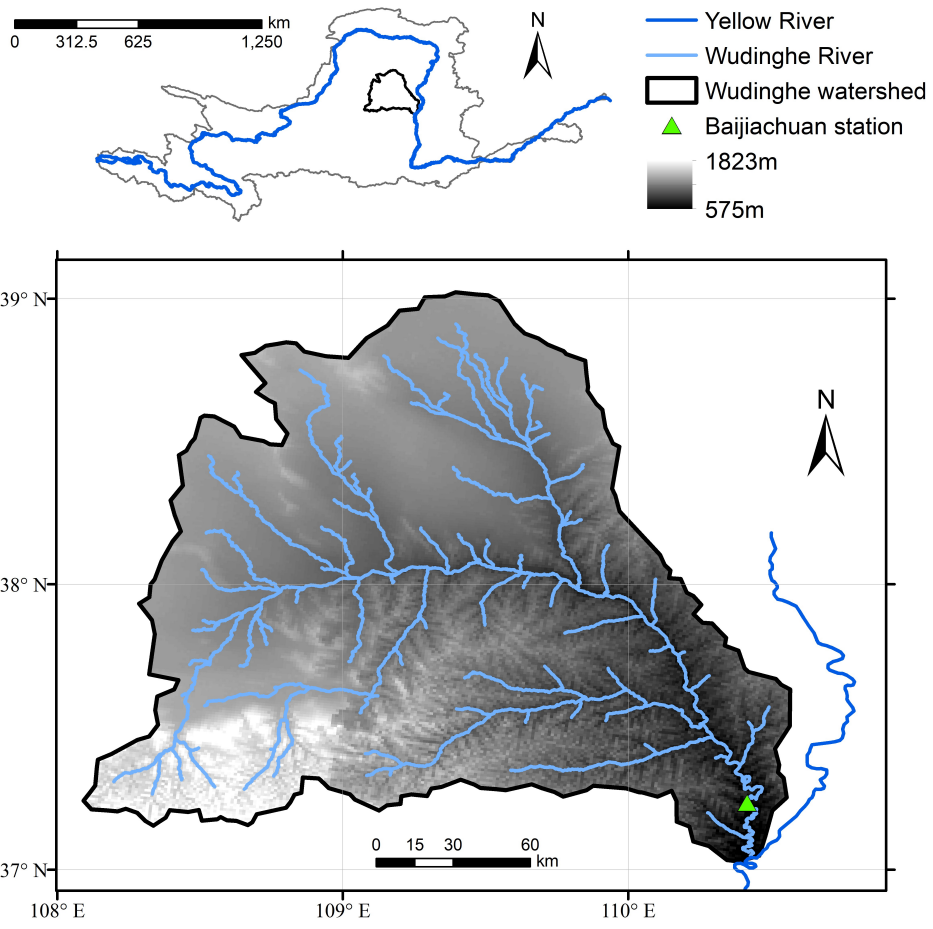 km
0 312.5 625 1,250
N
Yellow River
Wudinghe River
Wudinghe watershed
Baijiachuan station
1823m
575m
39° N
N
38° N
0 15 30 60
km
37° N
108° E 109° E 110° E